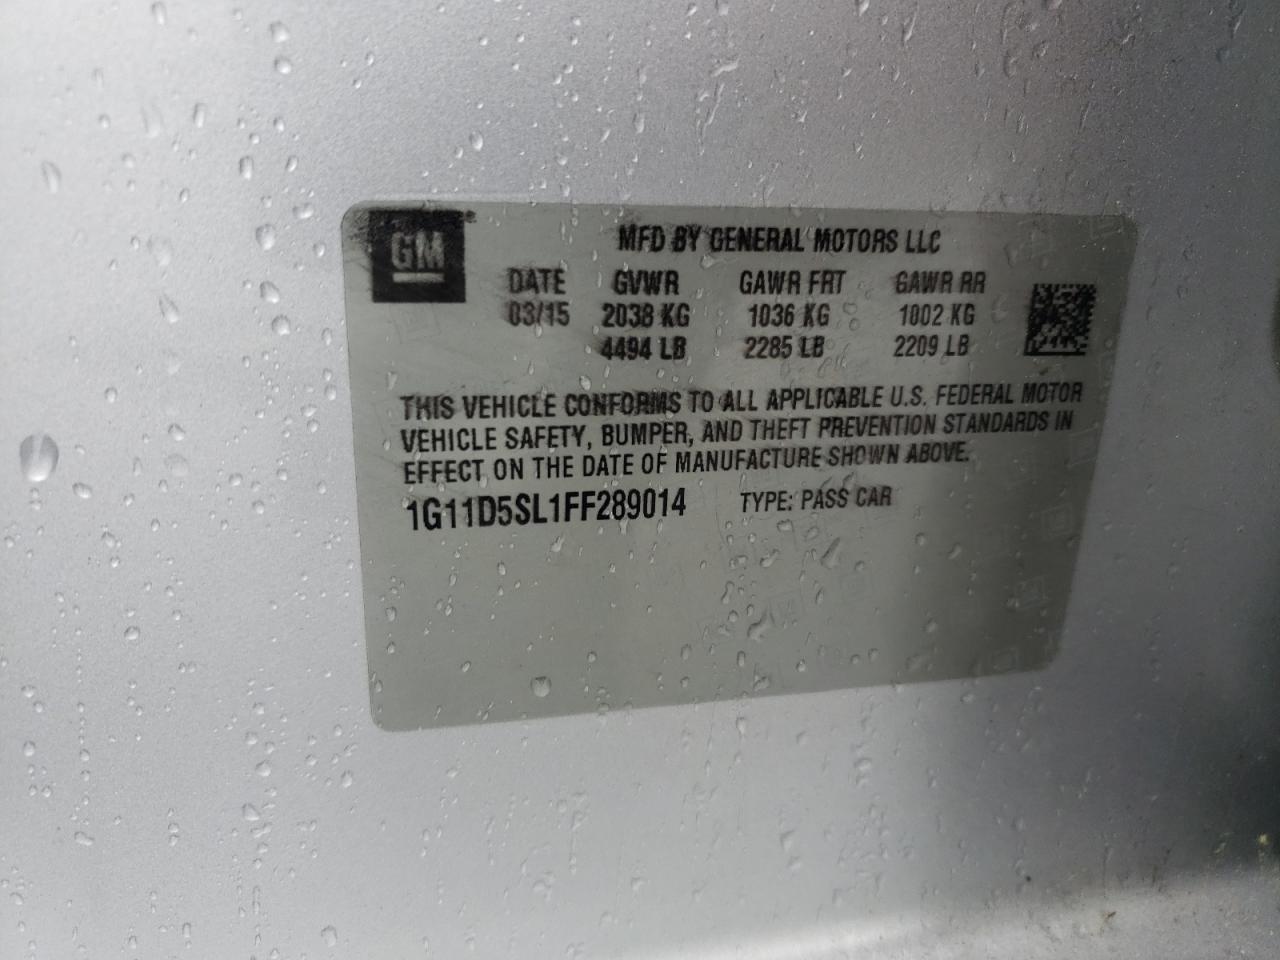 GM
MFD BY GENERAL MOTORS LLC
DATE GVWR GAWR FRT GAWR RR
03/15 2038 KG 1036 KG 1002 KG
4494 LB 2285 LB 2209 LB
THIS VEHICLE CONFORMS TO ALL APPLICABLE U.S. FEDERAL MOTOR
VEHICLE SAFETY, BUMPER, AND THEFT PREVENTION STANDARDS IN
EFFECT ON THE DATE OF MANUFACTURE SHOWN ABOVE.
1G11D5SL1FF289014 TYPE: PASS CAR